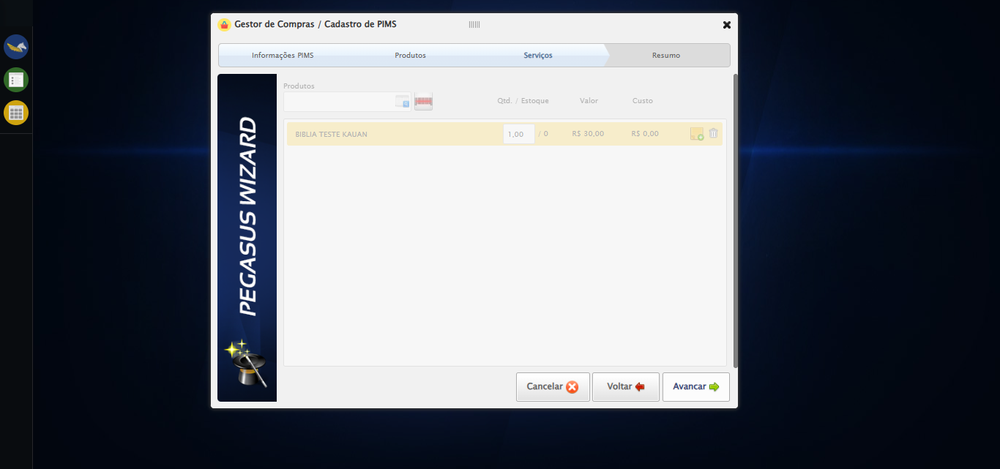 Gestor de Compras / Cadastro de PIMS
Informações PIMS Produtos Serviços Resumo
Produtos
Qtd. / Estoque Valor Custo
BIBLIA TESTE KAUAN 1,00 / 0 R$ 30,00 R$ 0,00
PEGASUS WIZARD
Cancelar Voltar Avancar